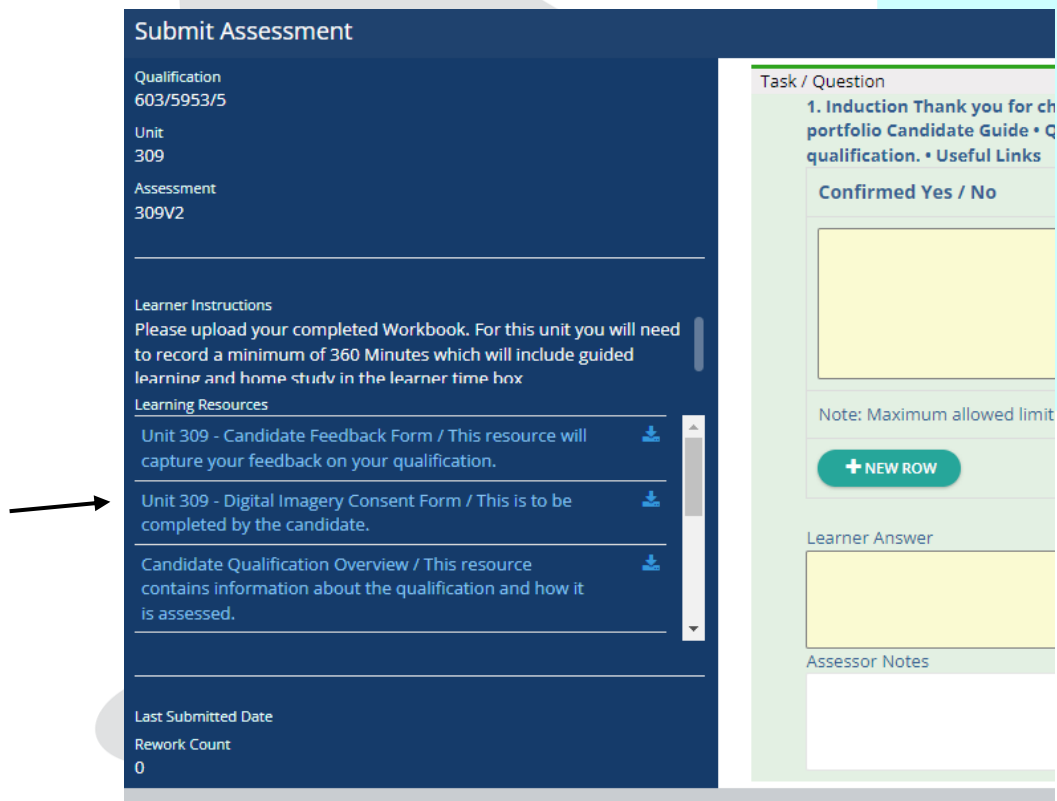 Submit Assessment
Qualification
603/5953/5
Unit
309
Assessment
309V2
Learner Instructions
Please upload your completed Workbook. For this unit you will need
to record a minimum of 360 Minutes which will include guided
learning and home study in the learner time box
Learning Resources
Unit 309 - Candidate Feedback Form / This resource will
capture your feedback on your qualification.
Unit 309 - Digital Imagery Consent Form / This is to be
completed by the candidate.
Candidate Qualification Overview / This resource
contains information about the qualification and how it
is assessed.
Last Submitted Date
Rework Count
0
Task / Question
1. Induction Thank you for ch
portfolio Candidate Guide • Q
qualification. • Useful Links
Confirmed Yes / No
Note: Maximum allowed limit
+ NEW ROW
Learner Answer
Assessor Notes